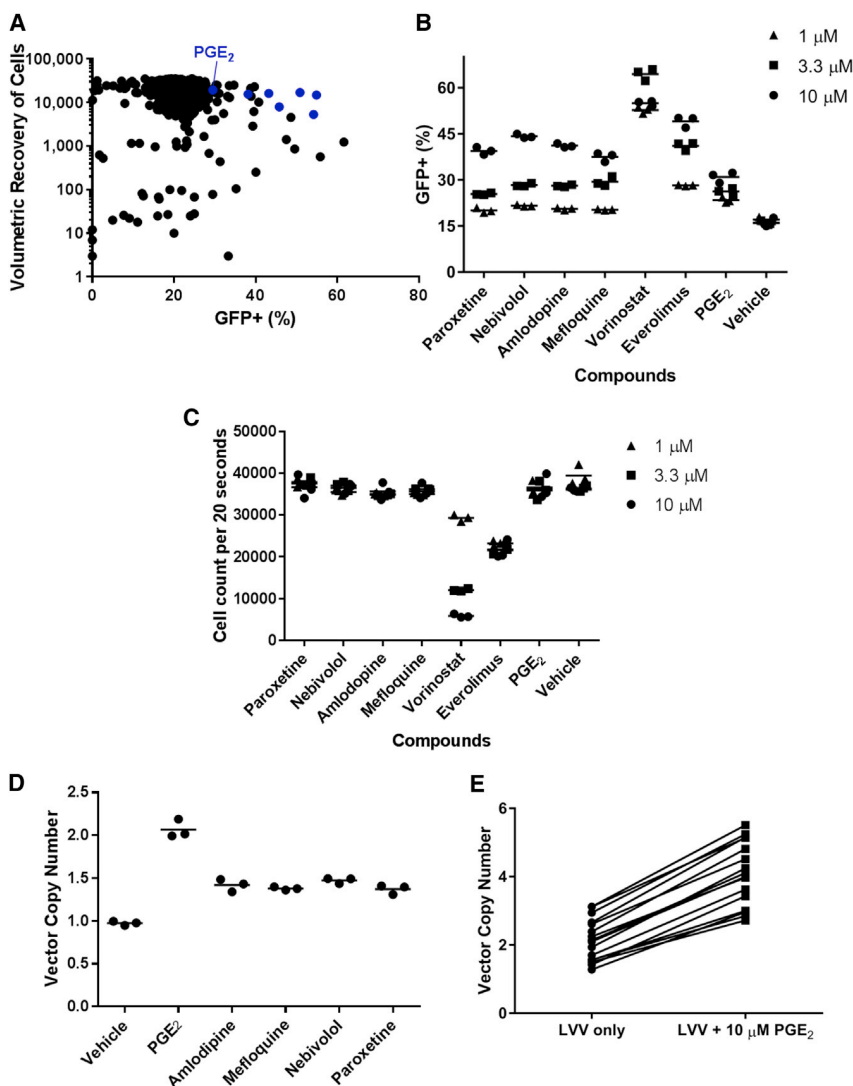 A
PGE2
Volumetric Recovery of Cells
100,000
10,000
1,000
100
10
1
0 20 40 60 80
GFP+ (%)
B
1 μM
3.3 μM
10 μM
GFP+ (%)
60
45
30
15
0
Paroxetine
Nebivolol
Amlodopine
Mefloquine
Vorinostat
Everolimus
PGE2
Vehicle
Compounds
C
1 μM
3.3 μM
10 μM
Cell count per 20 seconds
50000
40000
30000
20000
10000
0
Paroxetine
Nebivolol
Amlodopine
Mefloquine
Vorinostat
Everolimus
PGE2
Vehicle
Compounds
D
Vector Copy Number
2.5
2.0
1.5
1.0
0.5
0.0
Vehicle
PGE2
Amlodipine
Mefloquine
Nebivolol
Paroxetine
E
Vector Copy Number
6
4
2
0
LVV only
LVV + 10 μM PGE2